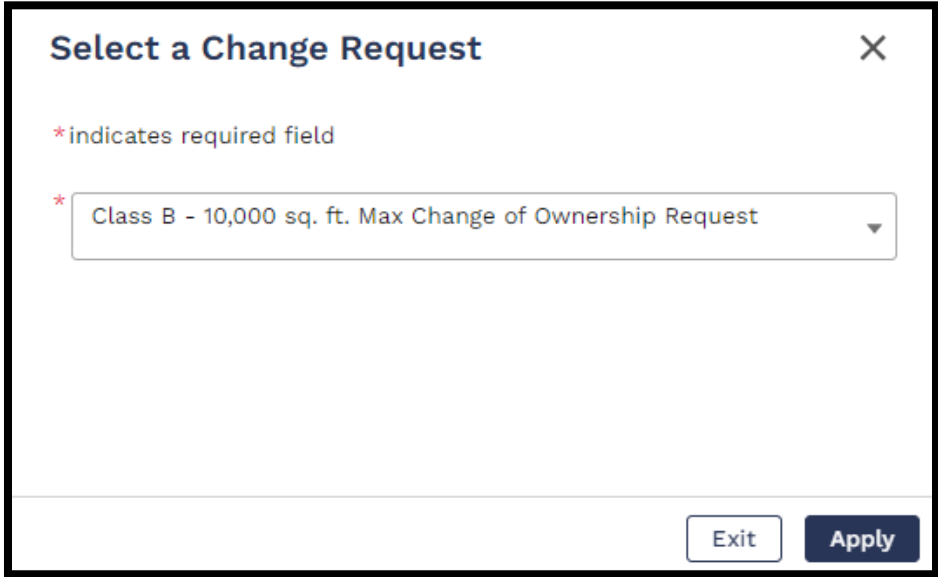 Select a Change Request
*indicates required field
*
Class B - 10,000 sq. ft. Max Change of Ownership Request
Exit
Apply